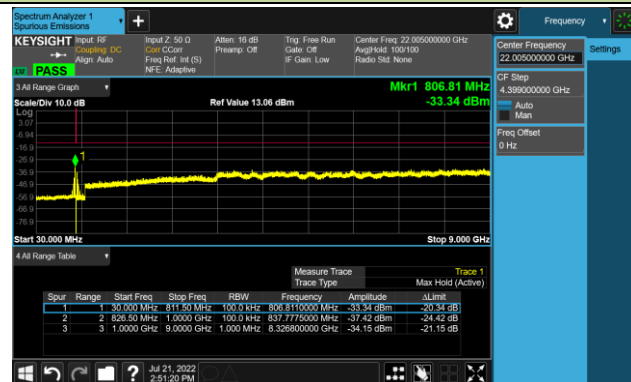 Spectrum Analyzer 1
Spurious Emissions
+
Frequency
KEYSIGHT
Input: RF
Coupling: DC
Align: Auto
Input Z: 50 Ω
Corr CCorr
Freq Ref: Int (S)
NFE: Adaptive
Atten: 16 dB
Preamp: Off
Trig: Free Run
Gate: Off
IF Gain: Low
Center Freq: 22.005000000 GHz
Avg|Hold: 100/100
Radio Std: None
LW PASS
Center Frequency
22.005000000 GHz
Settings
CF Step
4.399000000 GHz
Auto
Man
Freq Offset
0 Hz
3 All Range Graph
Mkr1 806.81 MHz
Scale/Div 10.0 dB
Ref Value 13.06 dBm
-33.34 dBm
Log
3.07
-6.94
-16.9
-26.9
-36.9
-46.9
-56.9
-66.9
-76.9
1
Start 30.000 MHz
Stop 9.000 GHz
4 All Range Table
Measure Trace Trace 1
Trace Type Max Hold (Active)
Spur Range Start Freq Stop Freq RBW Frequency Amplitude ΔLimit
1 1 30.000 MHz 811.50 MHz 100.0 kHz 806.8110000 MHz -33.34 dBm -20.34 dB
2 2 826.50 MHz 1.0000 GHz 100.0 kHz 837.7775000 MHz -37.42 dBm -24.42 dB
3 3 1.0000 GHz 9.0000 GHz 1.000 MHz 8.326800000 GHz -34.15 dBm -21.15 dB
?
Jul 21, 2022
2:51:20 PM